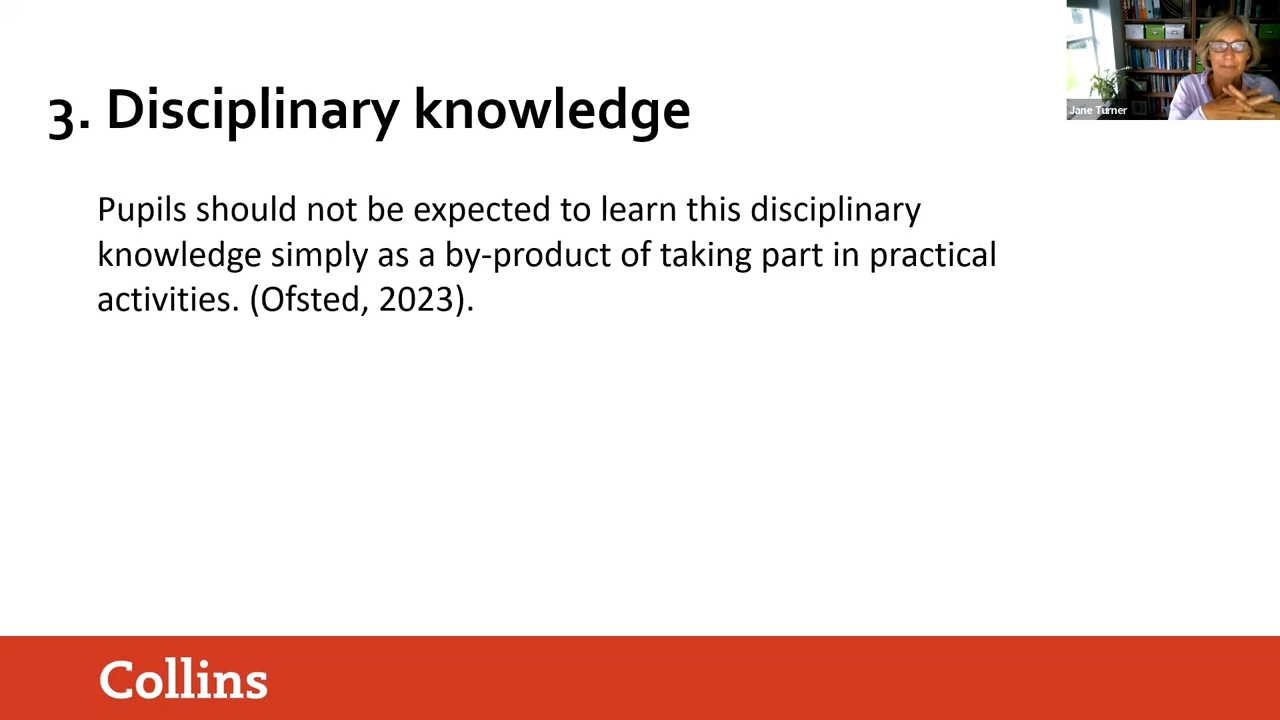 3. Disciplinary knowledge
Jane Turner
Pupils should not be expected to learn this disciplinary
knowledge simply as a by-product of taking part in practical
activities. (Ofsted, 2023).
Collins